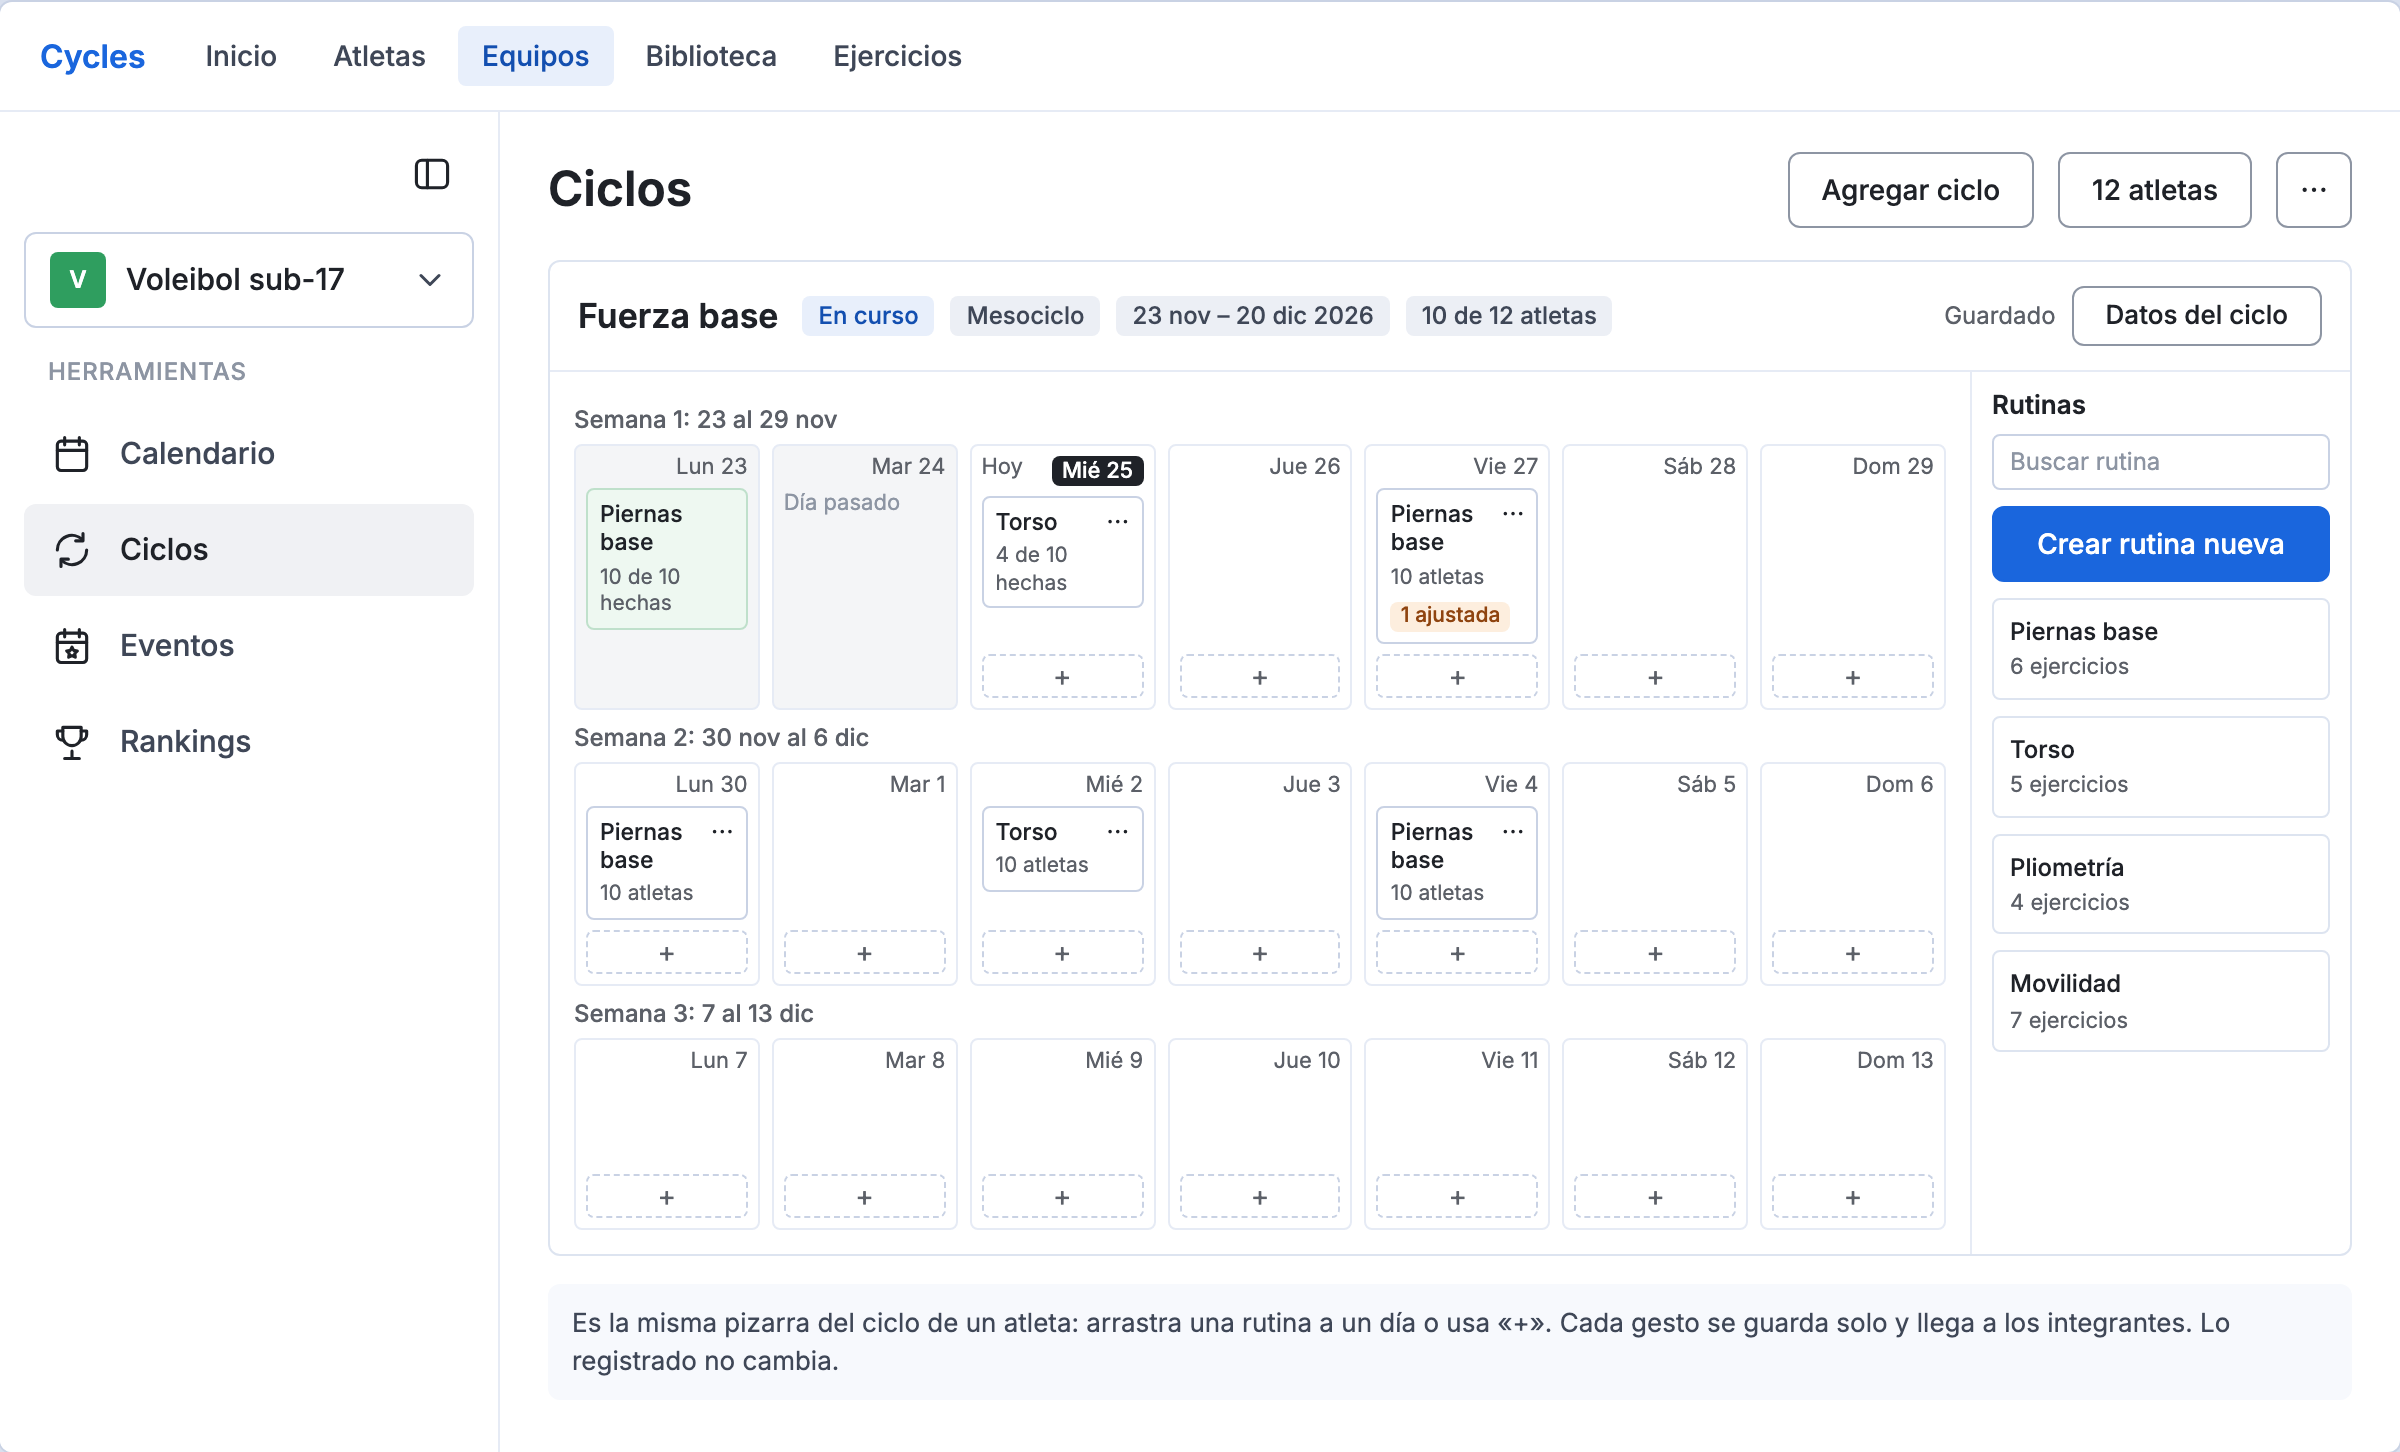 Cycles Inicio Atletas Equipos Biblioteca Ejercicios
V Voleibol sub-17
HERRAMIENTAS
Calendario
Ciclos
Eventos
Rankings
Ciclos
Agregar ciclo 12 atletas ...
Fuerza base En curso Mesociclo 23 nov – 20 dic 2026 10 de 12 atletas Guardado Datos del ciclo
Semana 1: 23 al 29 nov
Lun 23
Piernas
base
10 de 10
hechas
Mar 24
Día pasado
Hoy Mié 25
Torso ...
4 de 10
hechas
+
Jue 26
+
Vie 27
Piernas ...
base
10 atletas
1 ajustada
+
Sáb 28
+
Dom 29
+
Semana 2: 30 nov al 6 dic
Lun 30
Piernas ...
base
10 atletas
+
Mar 1
+
Mié 2
Torso ...
10 atletas
+
Jue 3
+
Vie 4
Piernas ...
base
10 atletas
+
Sáb 5
+
Dom 6
+
Semana 3: 7 al 13 dic
Lun 7
+
Mar 8
+
Mié 9
+
Jue 10
+
Vie 11
+
Sáb 12
+
Dom 13
+
Rutinas
Buscar rutina
Crear rutina nueva
Piernas base
6 ejercicios
Torso
5 ejercicios
Pliometría
4 ejercicios
Movilidad
7 ejercicios
Es la misma pizarra del ciclo de un atleta: arrastra una rutina a un día o usa «+». Cada gesto se guarda solo y llega a los integrantes. Lo
registrado no cambia.